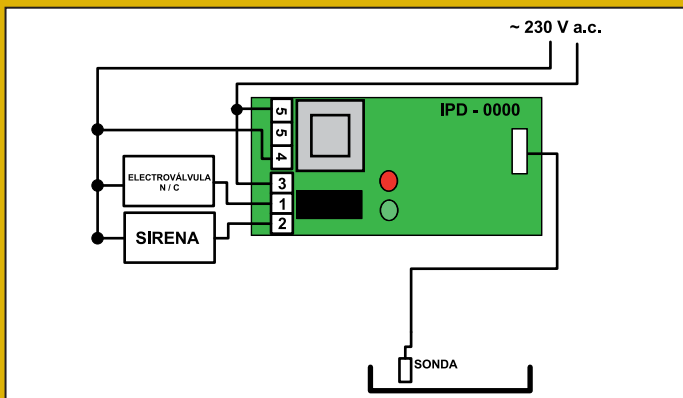 ~ 230 V a.c.
IPD - 0000
5
5
4
3
1
2
ELECTROVÁLVULA
N / C
SIRENA
SONDA